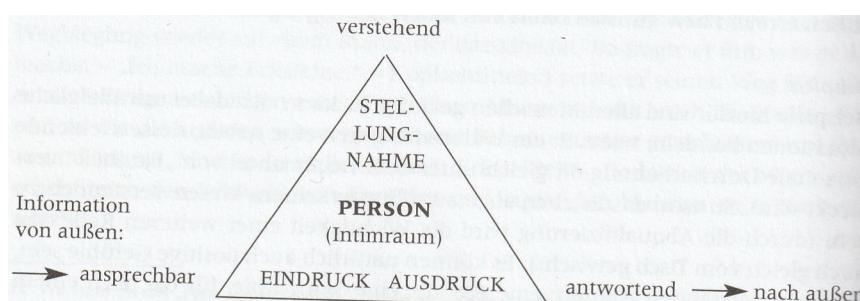 verstehend
STEL-
LUNG-
NAHME
PERSON
(Intimraum)
Information
von außen:
ansprechbar
EINDRUCK AUSDRUCK
antwortend
nach außen